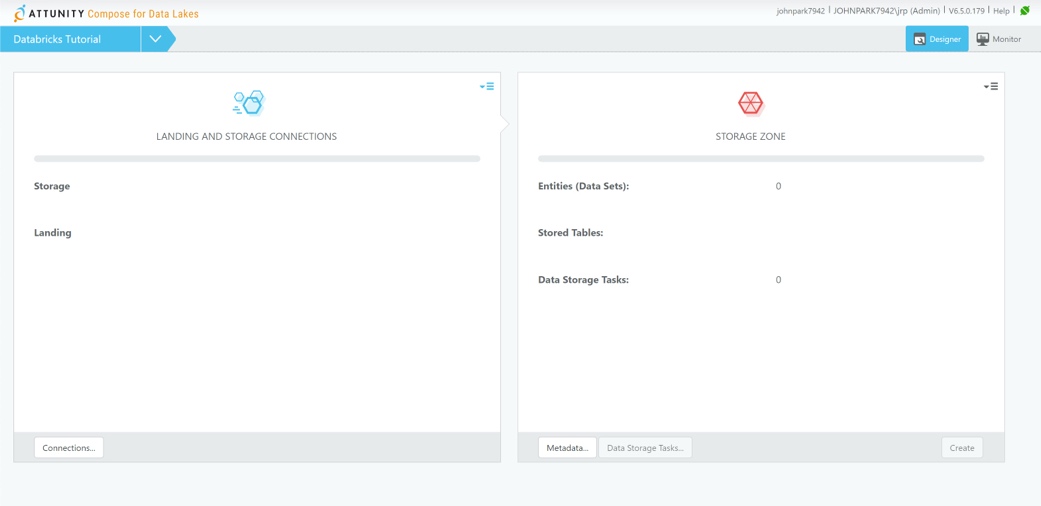 ATTUNITY Compose for Data Lakes
johnpark7942 | JOHNPARK7942\jrp (Admin) | V6.5.0.179 | Help |
Databricks Tutorial
Designer
Monitor
LANDING AND STORAGE CONNECTIONS
Storage
Landing
Connections...
STORAGE ZONE
Entities (Data Sets): 0
Stored Tables:
Data Storage Tasks: 0
Metadata...
Data Storage Tasks...
Create